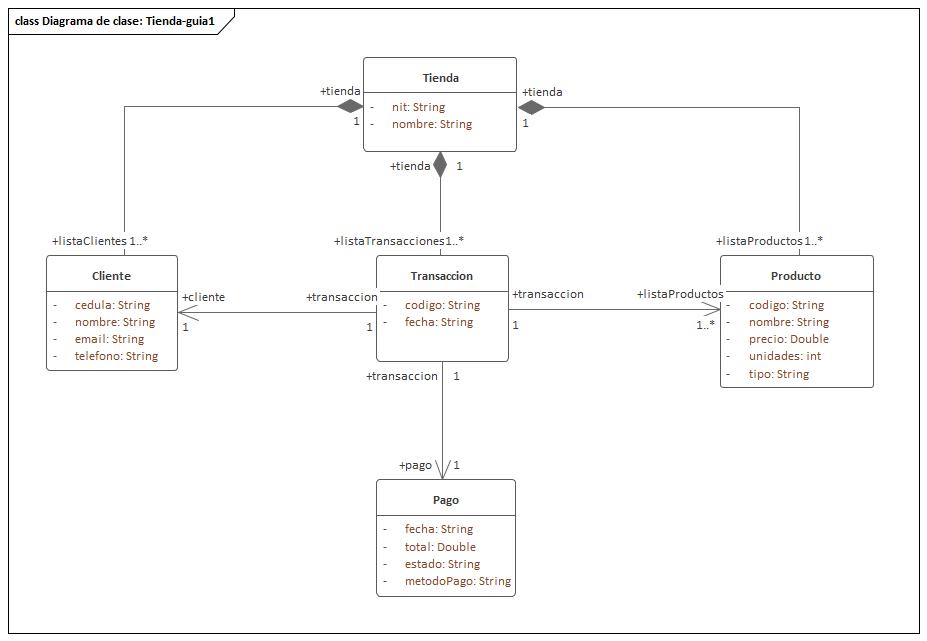 class Diagrama de clase: Tienda-guia1
Tienda
- nit: String
- nombre: String
+tienda
1
+tienda
1
+tienda 1
+listaClientes 1..*
+listaTransacciones 1..*
+listaProductos 1..*
Cliente
- cedula: String
- nombre: String
- email: String
- telefono: String
+cliente
1
+transaccion
1
Transaccion
- codigo: String
- fecha: String
+transaccion
1
+listaProductos
1..*
Producto
- codigo: String
- nombre: String
- precio: Double
- unidades: int
- tipo: String
+transaccion 1
+pago 1
Pago
- fecha: String
- total: Double
- estado: String
- metodoPago: String